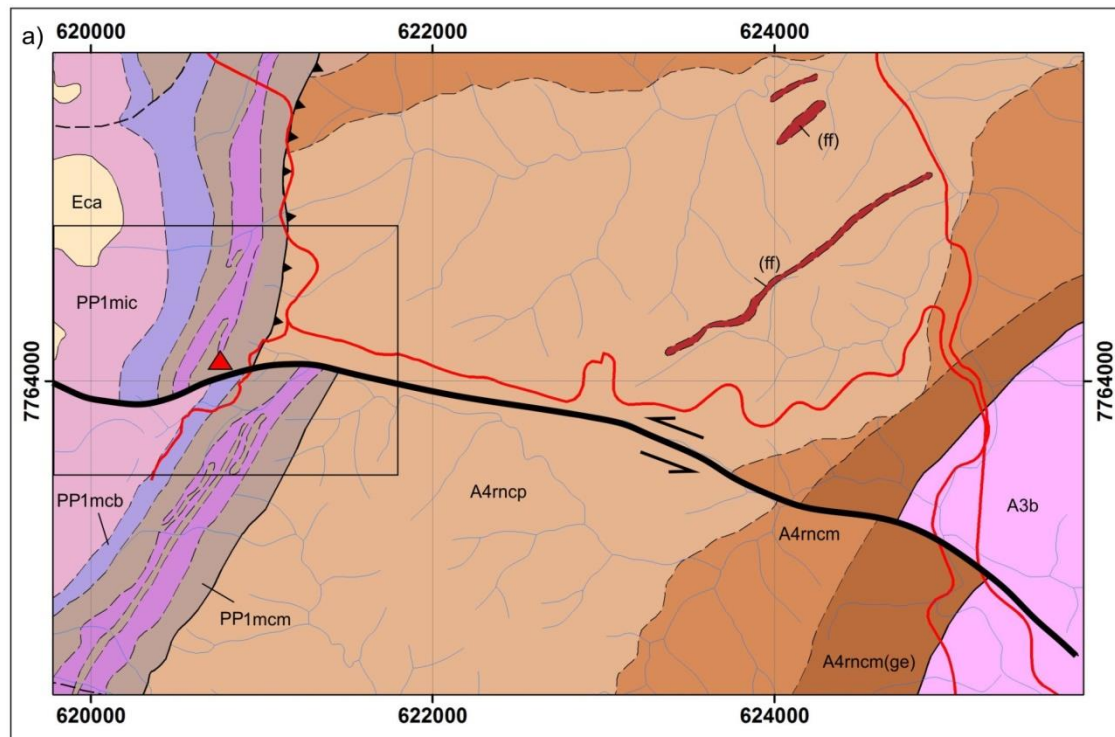 a)
620000
622000
624000
(ff)
Eca
(ff)
PP1mic
7764000
7764000
A4rncp
A3b
PP1mcb
A4rncm
PP1mcm
A4rncm(ge)
620000
622000
624000